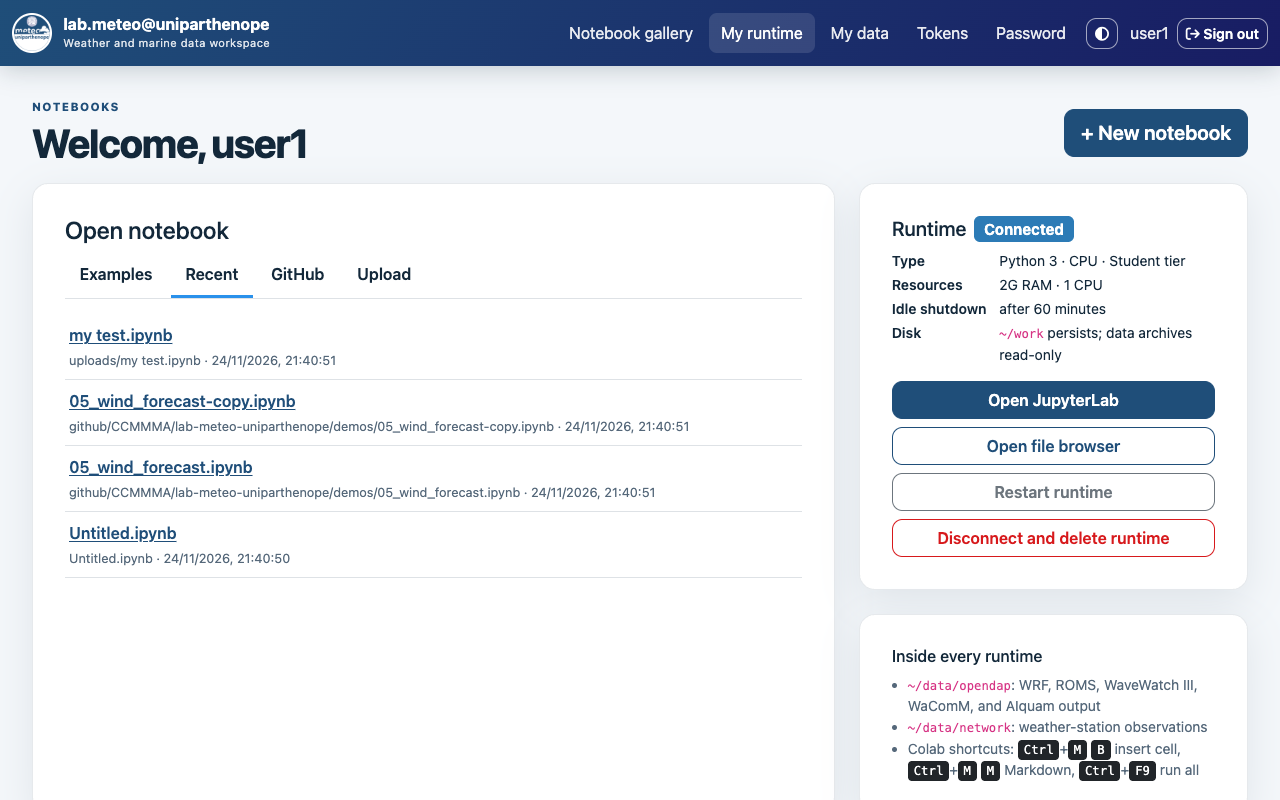 lab.meteo@uniparthenope
Weather and marine data workspace
Notebook gallery
My runtime
My data
Tokens
Password
user1
Sign out
NOTEBOOKS
Welcome, user1
+ New notebook
Open notebook
Examples
Recent
GitHub
Upload
my test.ipynb
uploads/my test.ipynb · 24/11/2026, 21:40:51
05_wind_forecast-copy.ipynb
github/CCMMMA/lab-meteo-uniparthenope/demos/05_wind_forecast-copy.ipynb · 24/11/2026, 21:40:51
05_wind_forecast.ipynb
github/CCMMMA/lab-meteo-uniparthenope/demos/05_wind_forecast.ipynb · 24/11/2026, 21:40:51
Untitled.ipynb
Untitled.ipynb · 24/11/2026, 21:40:50
Runtime Connected
Type Python 3 · CPU · Student tier
Resources 2G RAM · 1 CPU
Idle shutdown after 60 minutes
Disk ~/work persists; data archives
read-only
Open JupyterLab
Open file browser
Restart runtime
Disconnect and delete runtime
Inside every runtime
• ~/data/opendap: WRF, ROMS, WaveWatch III,
WaComM, and Alquam output
• ~/data/network: weather-station observations
• Colab shortcuts: Ctrl+M B insert cell,
Ctrl+M M Markdown, Ctrl+F9 run all